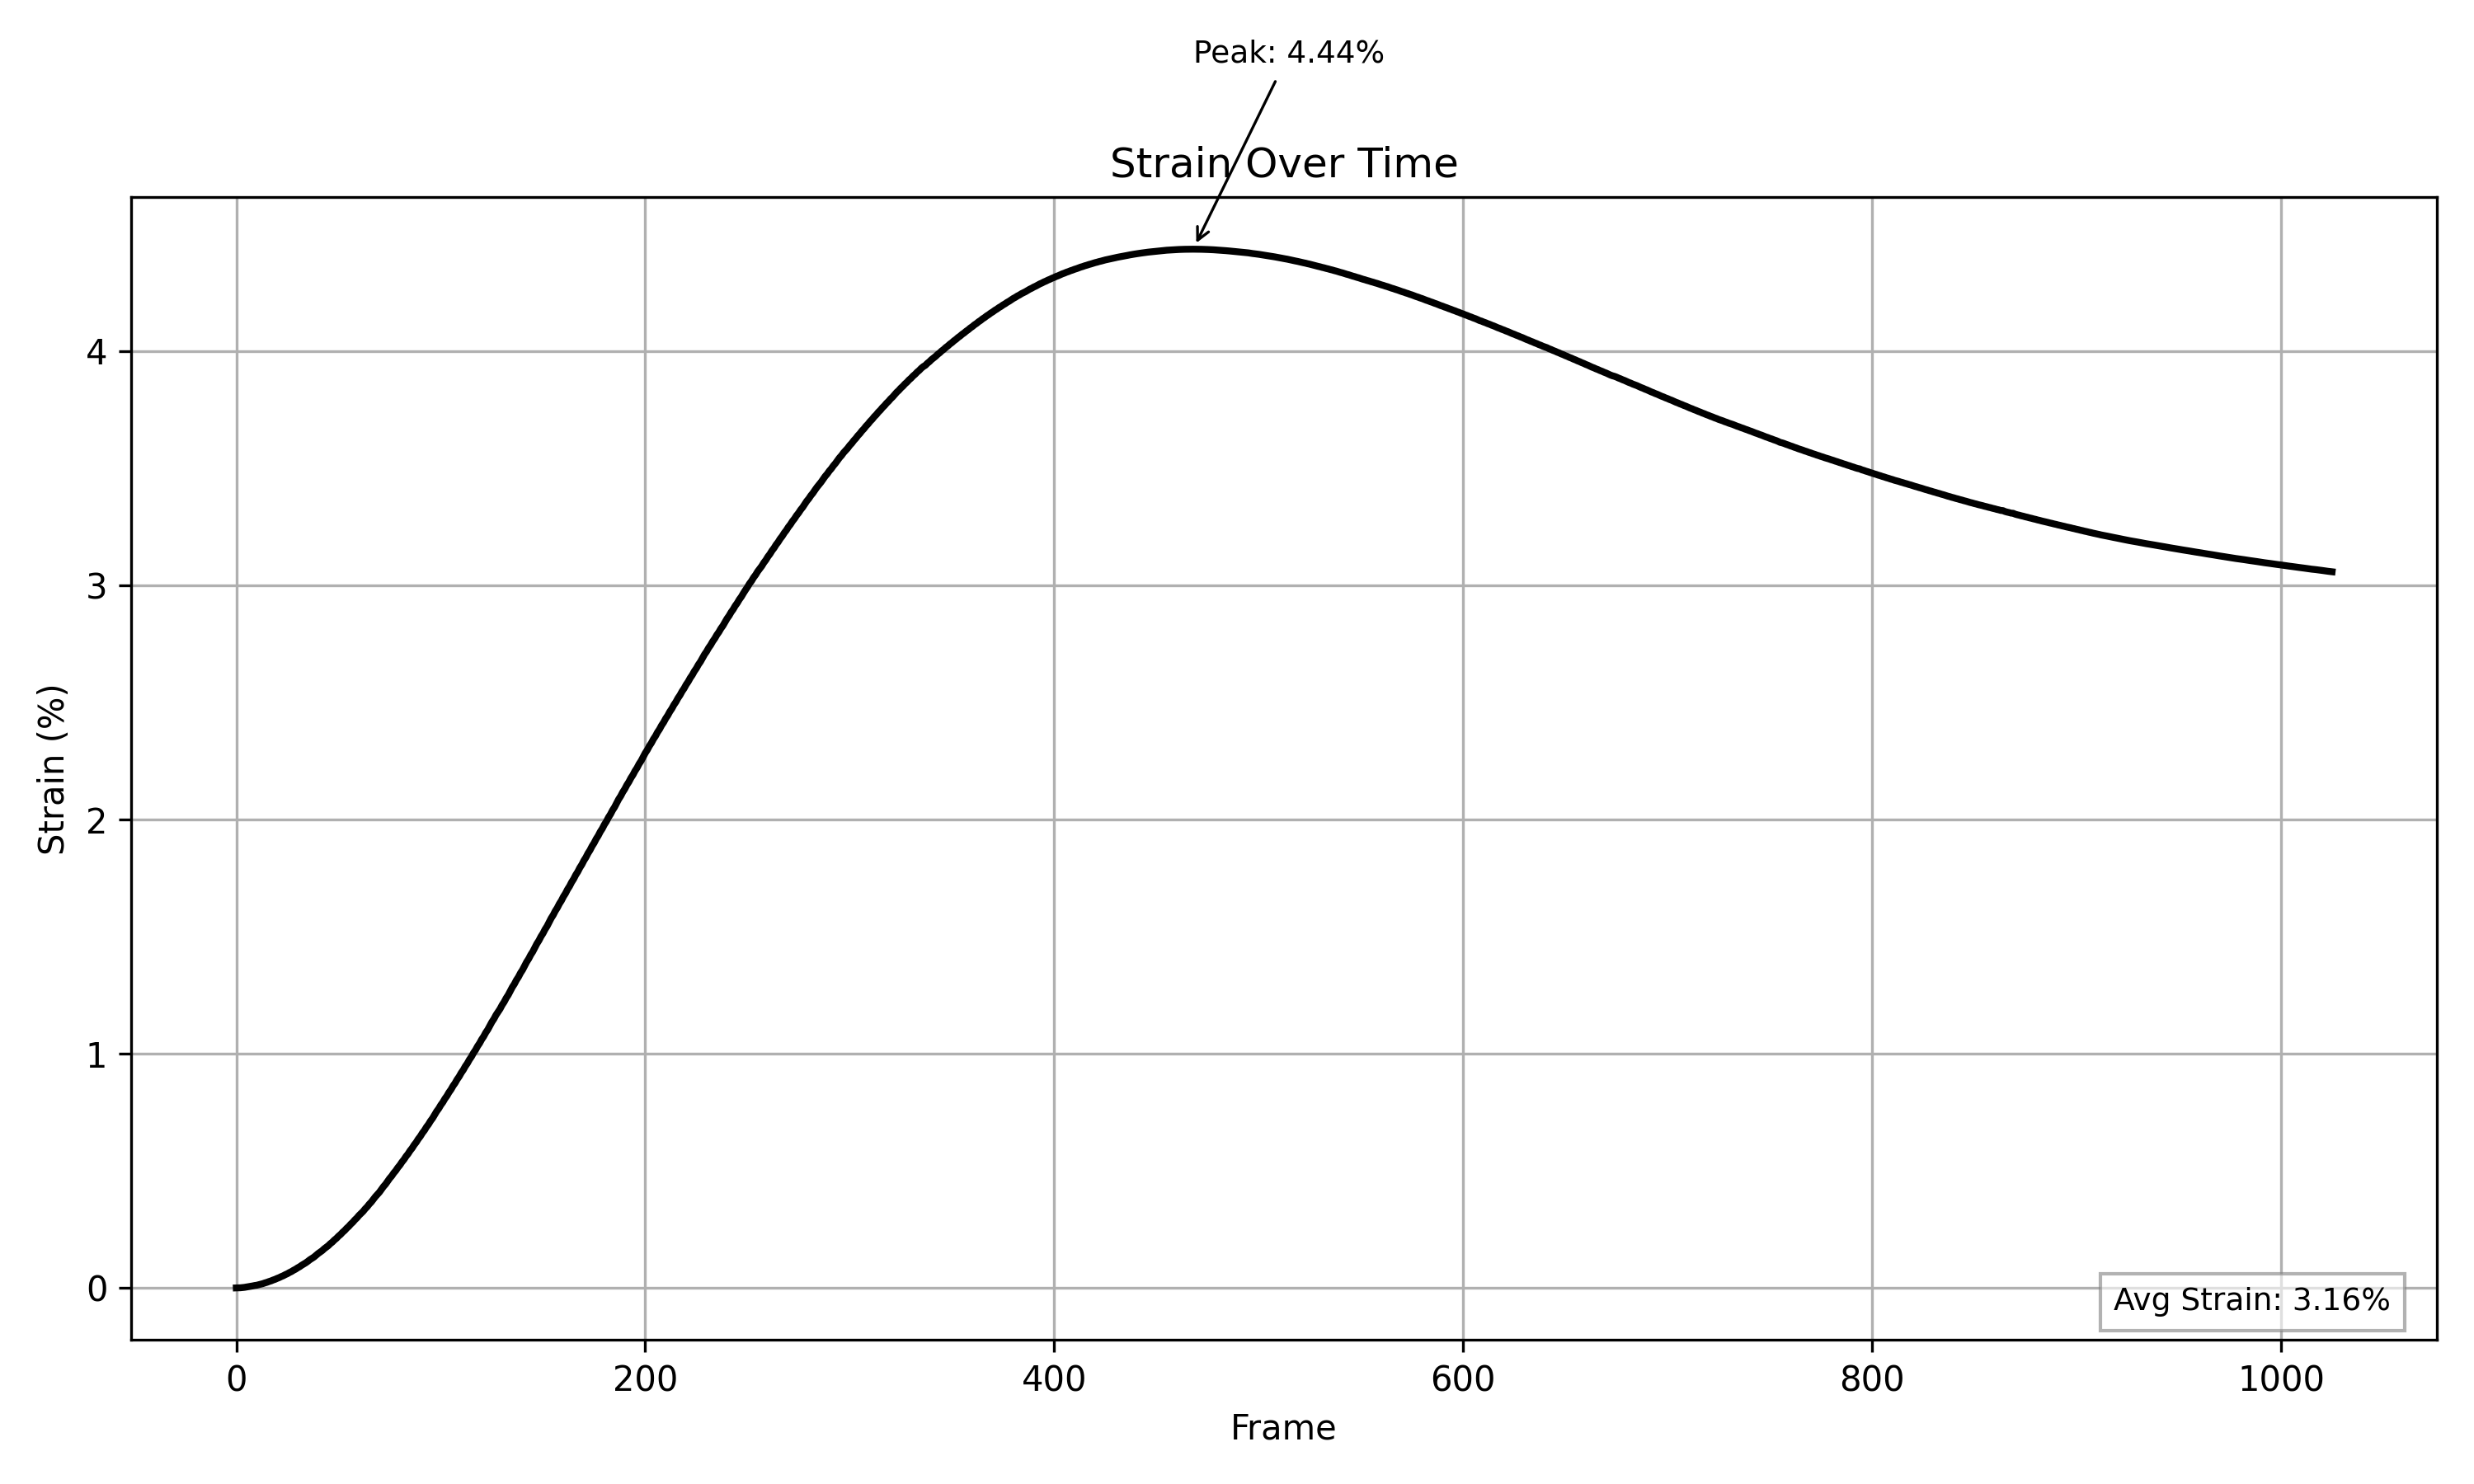 Peak: 4.44%
Strain Over Time
Strain (%)
4
3
2
1
0
Avg Strain: 3.16%
0 200 400 600 800 1000
Frame